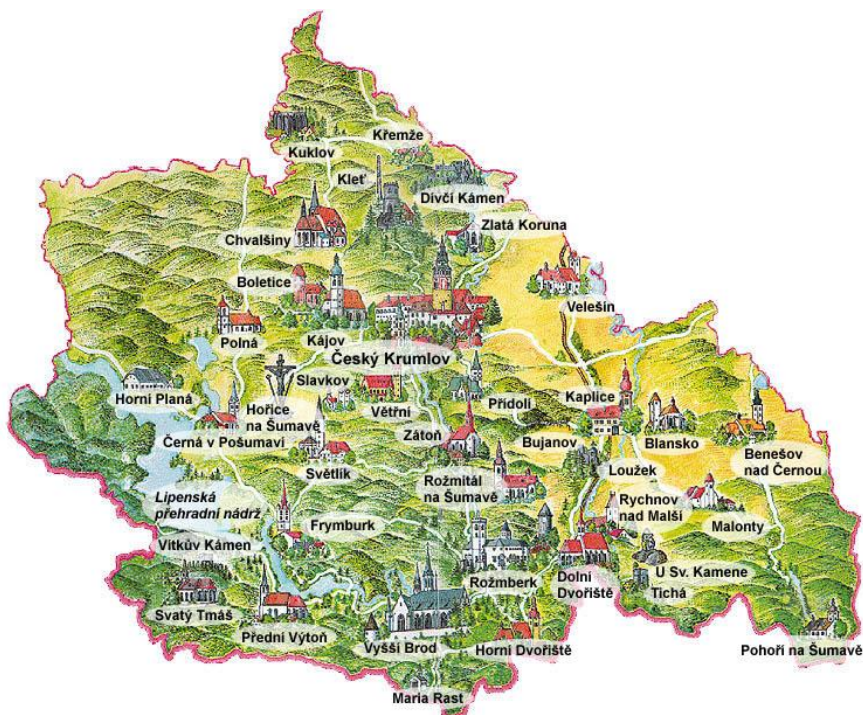 Křemže
Kuklov
Kleť
Dívčí Kámen
Zlatá Koruna
Chvalšiny
Boletice
Velešín
Polná
Kájov
Český Krumlov
Slavkov
Horní Planá
Hořice
na Šumavě
Větřní
Přídolí
Kaplice
Černá v Pošumaví
Zátoň
Bujanov
Blansko
Benešov
nad Černou
Světlík
Loužek
Rožmitál
na Šumavě
Lipenská
přehradní nádrž
Rychnov
nad Malší
Malonty
Frymburk
Vítkův Kámen
U Sv. Kamene
Rožmberk
Dolní
Dvořiště
Tichá
Svatý Tmáš
Přední Výtoň
Vyšší Brod
Horní Dvořiště
Pohoří na Šumavě
Maria Rast